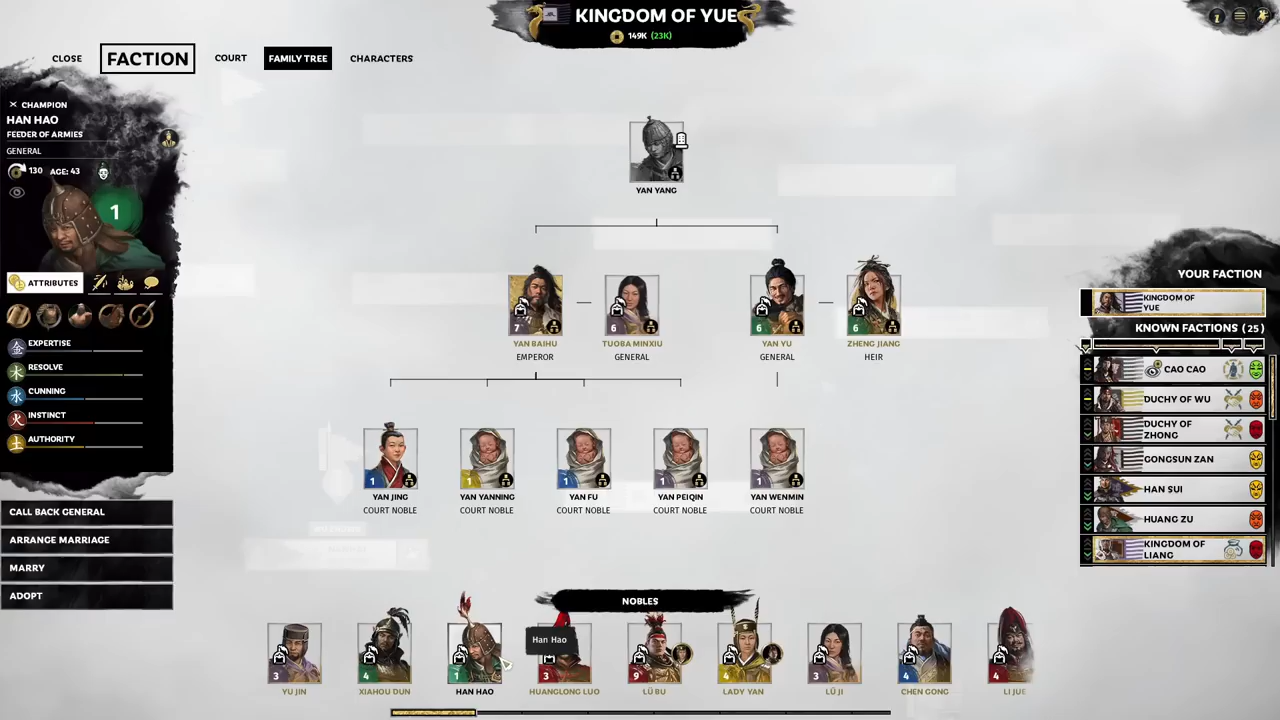 KINGDOM OF YUE
149K (23K)
CLOSE
FACTION
COURT
FAMILY TREE
CHARACTERS
CHAMPION
HAN HAO
FEEDER OF ARMIES
GENERAL
130 AGE: 43
1
ATTRIBUTES
金 EXPERTISE
木 RESOLVE
水 CUNNING
火 INSTINCT
土 AUTHORITY
CALL BACK GENERAL
ARRANGE MARRIAGE
MARRY
ADOPT
YAN YANG
7
6
6
6
YAN BAIHU
TUOBA MINXIU
YAN YU
ZHENG JIANG
EMPEROR
GENERAL
GENERAL
HEIR
1
1
1
1
1
YAN JING
YAN YANNING
YAN FU
YAN PEIQIN
YAN WENMIN
COURT NOBLE
COURT NOBLE
COURT NOBLE
COURT NOBLE
COURT NOBLE
YOUR FACTION
KINGDOM OF
YUE
KNOWN FACTIONS (25)
CAO CAO
DUCHY OF WU
DUCHY OF
ZHONG
GONGSUN ZAN
HAN SUI
HUANG ZU
KINGDOM OF
LIANG
NOBLES
Han Hao
3
4
1
3
9
4
3
4
4
YU JIN
XIAHOU DUN
HAN HAO
HUANGLONG LUO
LÜ BU
LADY YAN
LÜ JI
CHEN GONG
LI JUE